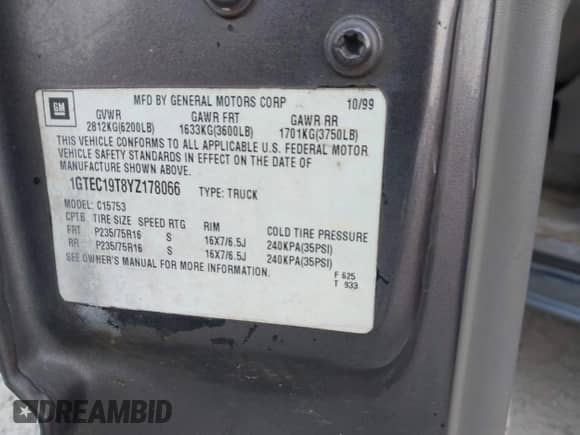 GM
MFD BY GENERAL MOTORS CORP 10/99
GVWR GAWR FRT GAWR RR
2812KG(6200LB) 1633KG(3600LB) 1701KG(3750LB)
THIS VEHICLE CONFORMS TO ALL APPLICABLE U.S. FEDERAL MOTOR
VEHICLE SAFETY STANDARDS IN EFFECT ON THE DATE OF
MANUFACTURE SHOWN ABOVE.
1GTEC19T8YZ178066 TYPE: TRUCK
MODEL: C15753
CPTB TIRE SIZE SPEED RTG RIM COLD TIRE PRESSURE
FRT P235/75R16 S 16X7/6.5J 240KPA(35PSI)
RR P235/75R16 S 16X7/6.5J 240KPA(35PSI)
SEE OWNER'S MANUAL FOR MORE INFORMATION.
F 625
T 933
DREAMBID